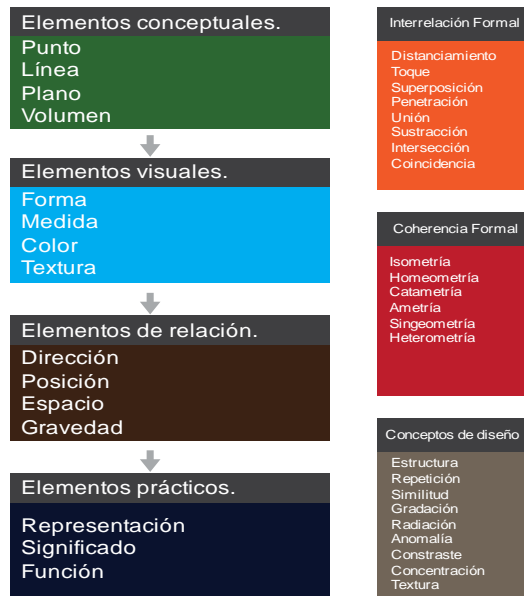 Elementos conceptuales.
Punto
Línea
Plano
Volumen
Elementos visuales.
Forma
Medida
Color
Textura
Elementos de relación.
Dirección
Posición
Espacio
Gravedad
Elementos prácticos.
Representación
Significado
Función
Interrelación Formal
Distanciamiento
Toque
Superposición
Penetración
Unión
Sustracción
Intersección
Coincidencia
Coherencia Formal
Isometría
Homeometría
Catametría
Ametría
Singeometría
Heterometría
Conceptos de diseño
Estructura
Repetición
Similitud
Gradación
Radiación
Anomalía
Constraste
Concentración
Textura